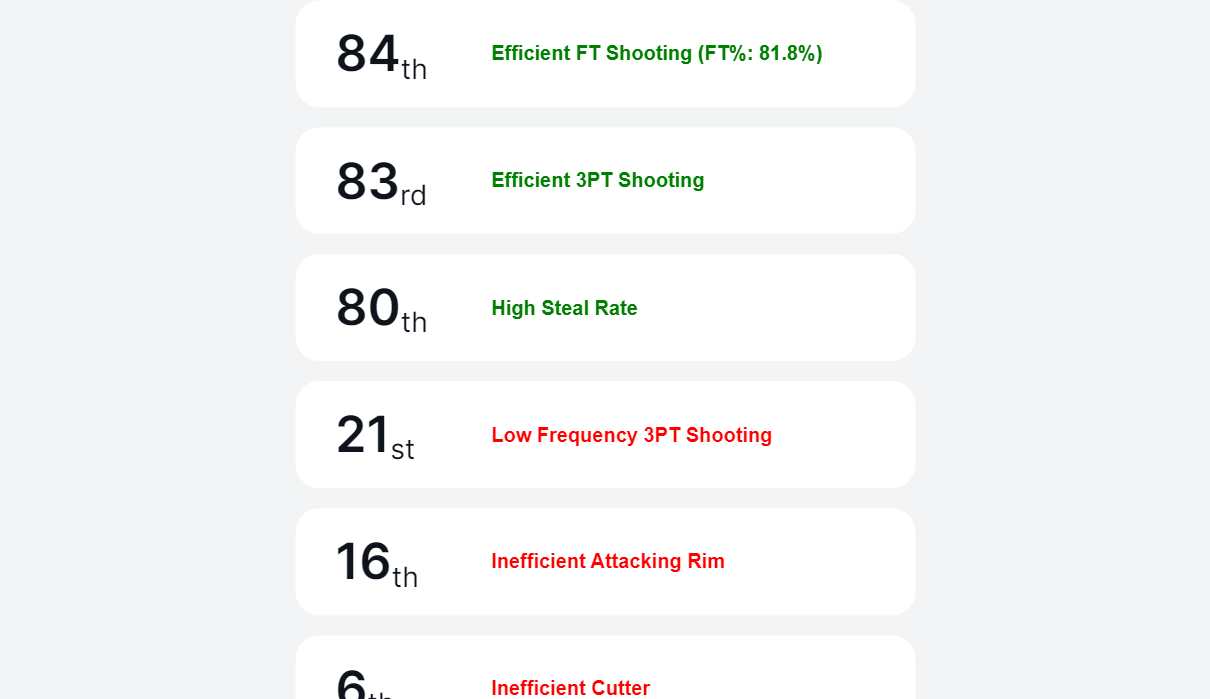 84th Efficient FT Shooting (FT%: 81.8%)
83rd Efficient 3PT Shooting
80th High Steal Rate
21st Low Frequency 3PT Shooting
16th Inefficient Attacking Rim
6th Inefficient Cutter